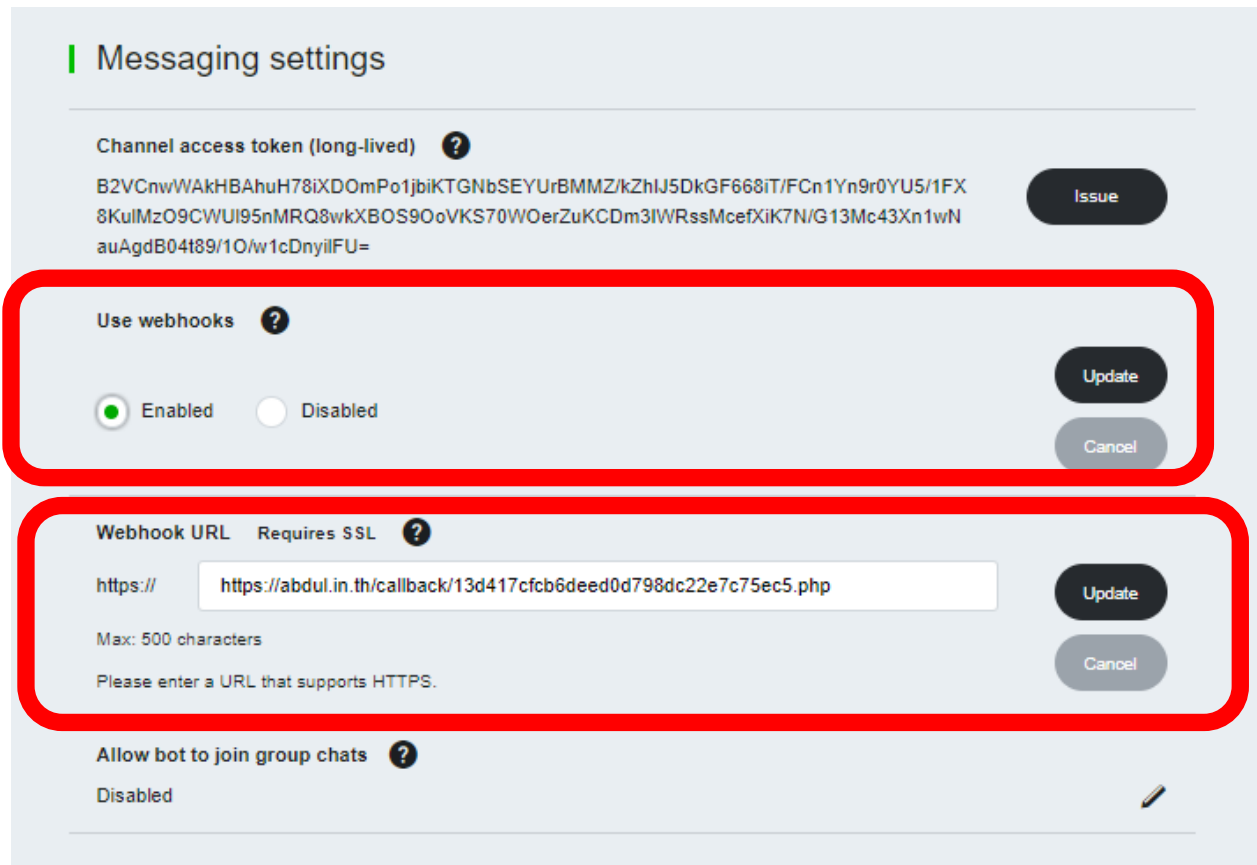 Messaging settings
Channel access token (long-lived) ?
B2VCnwWAkHBAhuH78iXDOmPo1jbiKTGNbSEYUrBMMZ/kZhIJ5DkGF668iT/FCn1Yn9r0YU5/1FX
8KulMzO9CWUl95nMRQ8wkXBOS9OoVKS70WOerZuKCDm3IWRssMcefXiK7N/G13Mc43Xn1wN
auAgdB04t89/1O/w1cDnyilFU=
Issue
Use webhooks ?
Enabled Disabled
Update
Cancel
Webhook URL Requires SSL ?
https:// https://abdul.in.th/callback/13d417cfcb6deed0d798dc22e7c75ec5.php
Update
Max: 500 characters
Cancel
Please enter a URL that supports HTTPS.
Allow bot to join group chats ?
Disabled